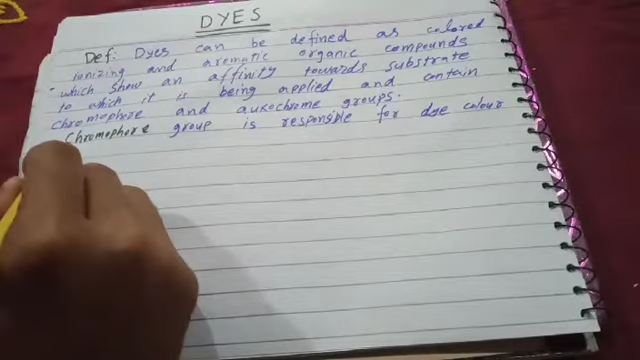 DYES
Def: Dyes can be defined as colored
ionizing and aromatic organic compounds
which show an affinity towards substrate
to which it is being applied and contain
chromophore and auxochrome groups.
Chromophore group is responsible for dye colour